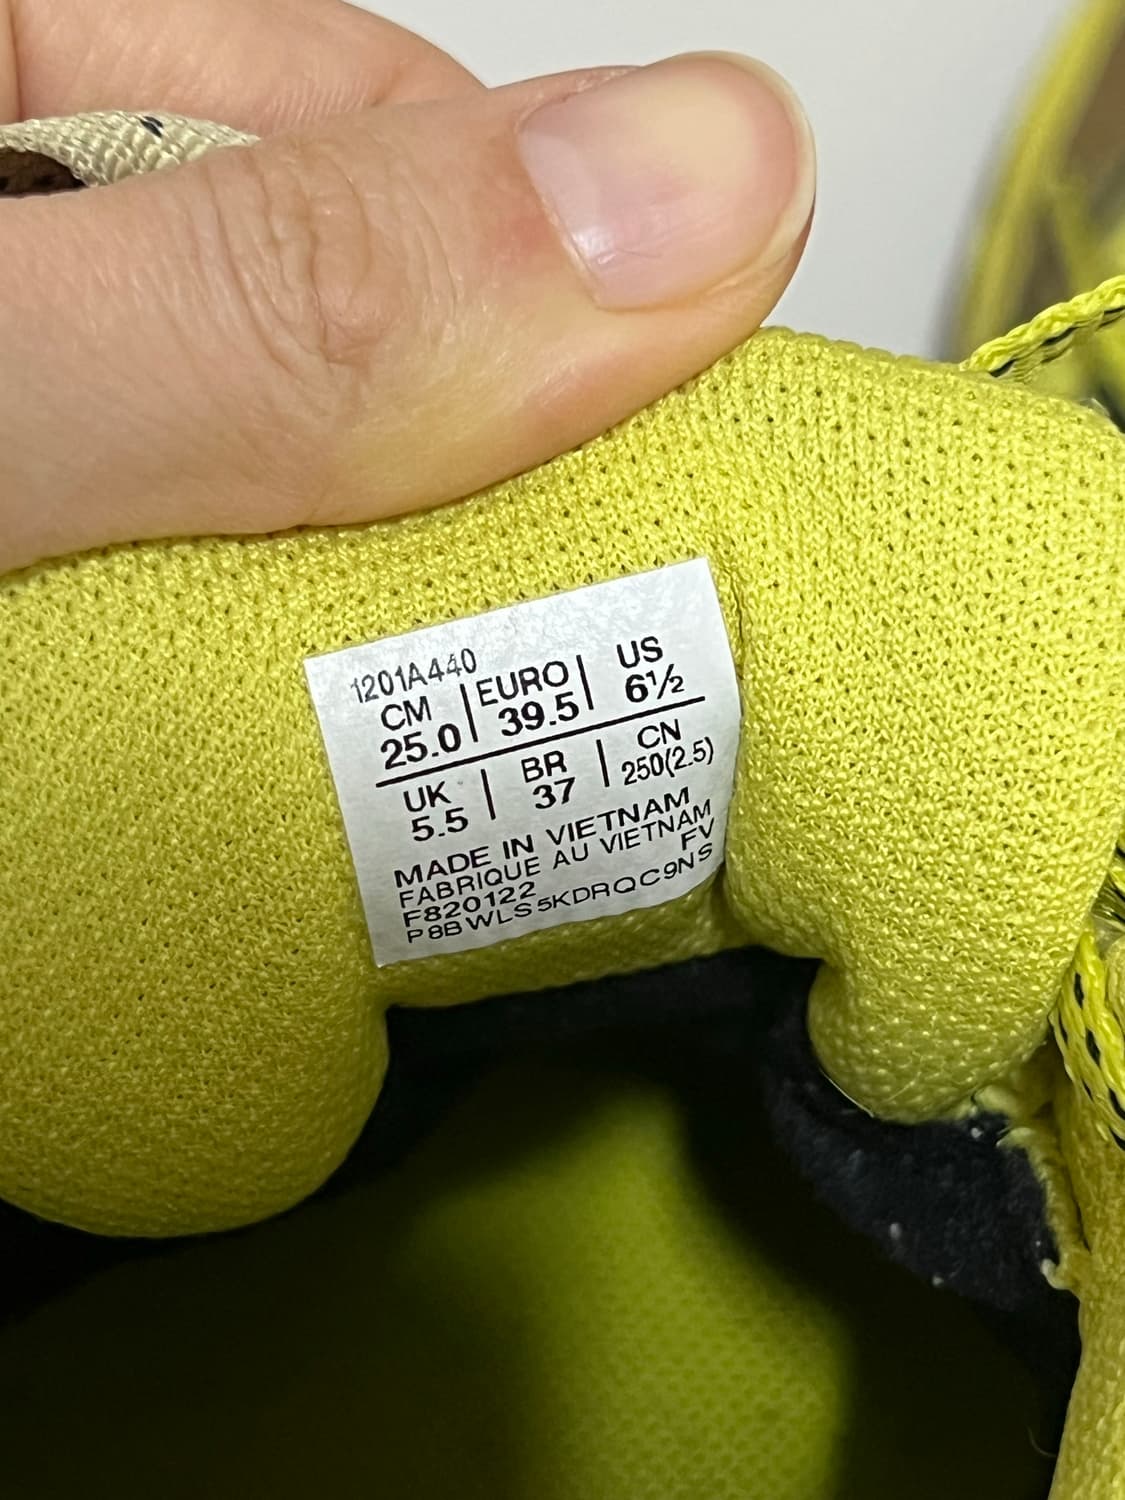 1201A440
CM | EURO | US
25.0 | 39.5 | 6½
UK | BR | CN
5.5 | 37 | 250(2.5)
MADE IN VIETNAM
FABRIQUE AU VIETNAM
F820122 FV
P8BWLS5KDRQC9NS